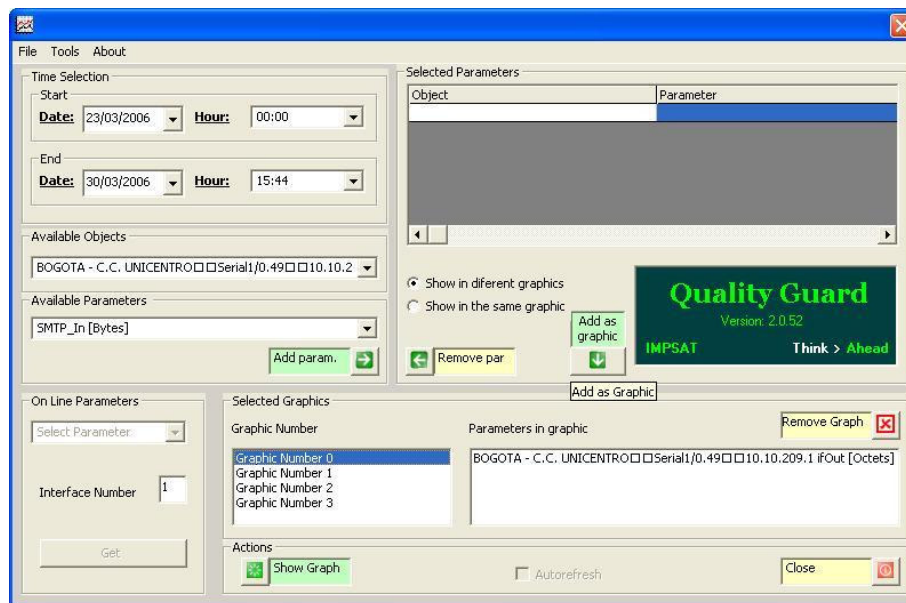 File Tools About
Time Selection
Start
Date: 23/03/2006 Hour: 00:00
End
Date: 30/03/2006 Hour: 15:44
Available Objects
BOGOTA - C.C. UNICENTRO□□Serial1/0.49□□10.10.2
Available Parameters
SMTP_In [Bytes]
Add param.
Selected Parameters
Object Parameter
Show in diferent graphics
Show in the same graphic
Remove par
Add as
graphic
Add as Graphic
Quality Guard
Version: 2.0.52
IMPSAT Think > Ahead
On Line Parameters
Select Parameter
Interface Number 1
Get
Selected Graphics
Graphic Number
Graphic Number 0
Graphic Number 1
Graphic Number 2
Graphic Number 3
Parameters in graphic
Remove Graph
BOGOTA - C.C. UNICENTRO□□Serial1/0.49□□10.10.209.1 ifOut [Octets]
Actions
Show Graph
Autorefresh
Close